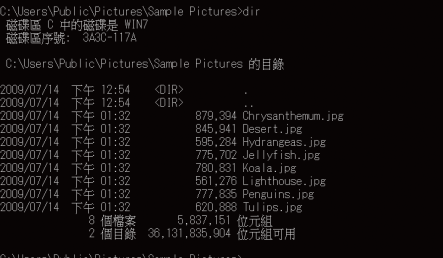 C:\Users\Public\Pictures\Sample Pictures>dir
磁碟區 C 中的磁碟是 WIN7
磁碟區序號:  3A3C-117A
C:\Users\Public\Pictures\Sample Pictures 的目錄
2009/07/14  下午 12:54    <DIR>          .
2009/07/14  下午 12:54    <DIR>          ..
2009/07/14  下午 01:32           879,394 Chrysanthemum.jpg
2009/07/14  下午 01:32           845,941 Desert.jpg
2009/07/14  下午 01:32           595,284 Hydrangeas.jpg
2009/07/14  下午 01:32           775,702 Jellyfish.jpg
2009/07/14  下午 01:32           780,831 Koala.jpg
2009/07/14  下午 01:32           561,276 Lighthouse.jpg
2009/07/14  下午 01:32           777,835 Penguins.jpg
2009/07/14  下午 01:32           620,888 Tulips.jpg
8 個檔案       5,837,151 位元組
2 個目錄  36,131,835,904 位元組可用
C:\Users\Public\Pictures\Sample Pictures>